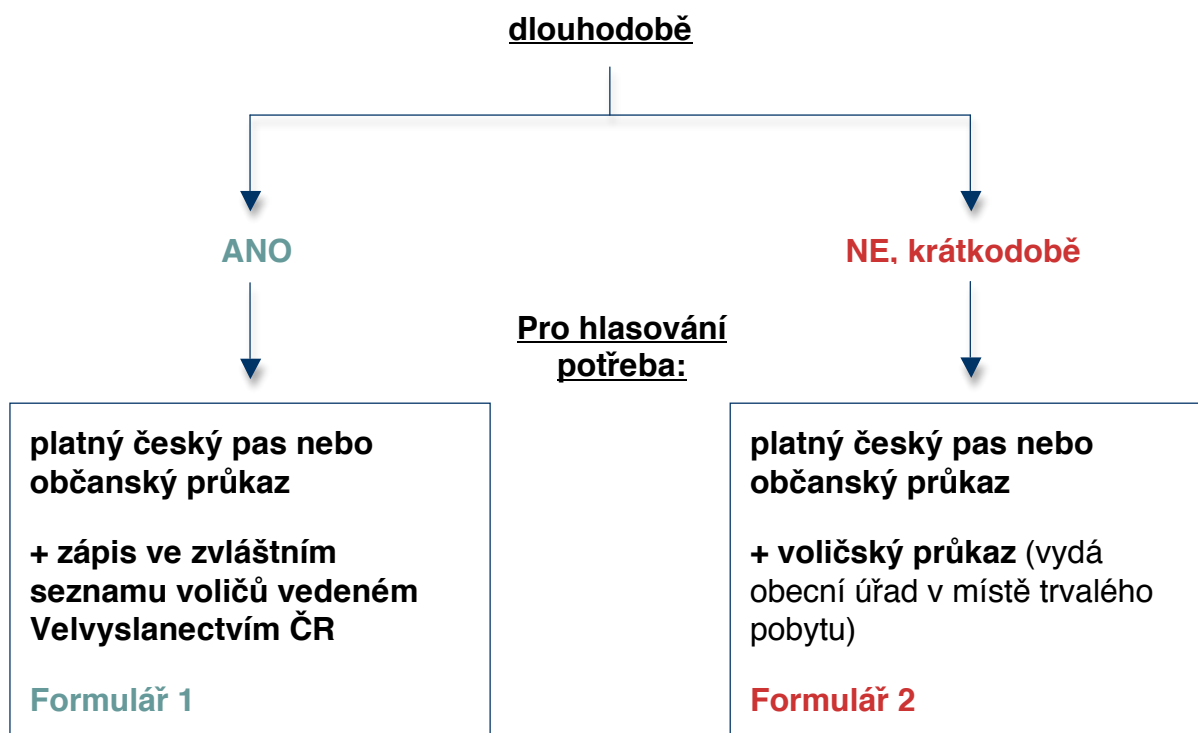 dlouhodobě
ANO
NE, krátkodobě
Pro hlasování
potřeba:
platný český pas nebo
občanský průkaz
+ zápis ve zvláštním
seznamu voličů vedeném
Velvyslanectvím ČR
Formulář 1
platný český pas nebo
občanský průkaz
+ voličský průkaz (vydá
obecní úřad v místě trvalého
pobytu)
Formulář 2